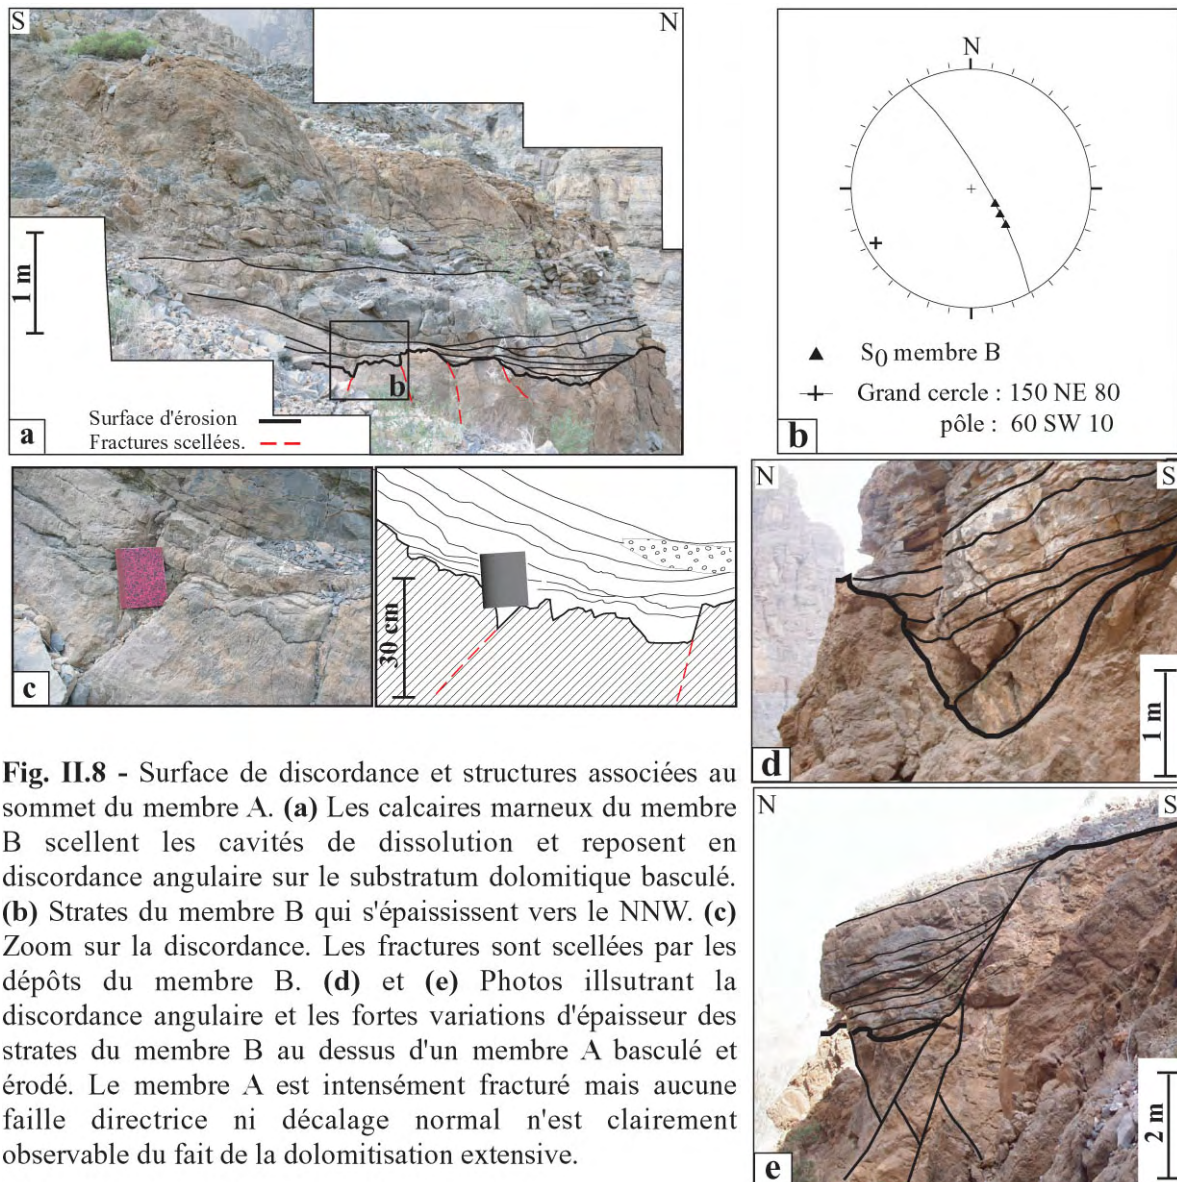 S
N
1 m
b
Surface d'érosion
Fractures scellées.
a
N
S0 membre B
Grand cercle : 150 NE 80
pôle : 60 SW 10
b
c
30 cm
N
S
1 m
d
N
S
2 m
e
Fig. II.8 - Surface de discordance et structures associées au
sommet du membre A. (a) Les calcaires marneux du membre
B scellent les cavités de dissolution et reposent en
discordance angulaire sur le substratum dolomitique basculé.
(b) Strates du membre B qui s'épaississent vers le NNW. (c)
Zoom sur la discordance. Les fractures sont scellées par les
dépôts du membre B. (d) et (e) Photos illsutrant la
discordance angulaire et les fortes variations d'épaisseur des
strates du membre B au dessus d'un membre A basculé et
érodé. Le membre A est intensément fracturé mais aucune
faille directrice ni décalage normal n'est clairement
observable du fait de la dolomitisation extensive.